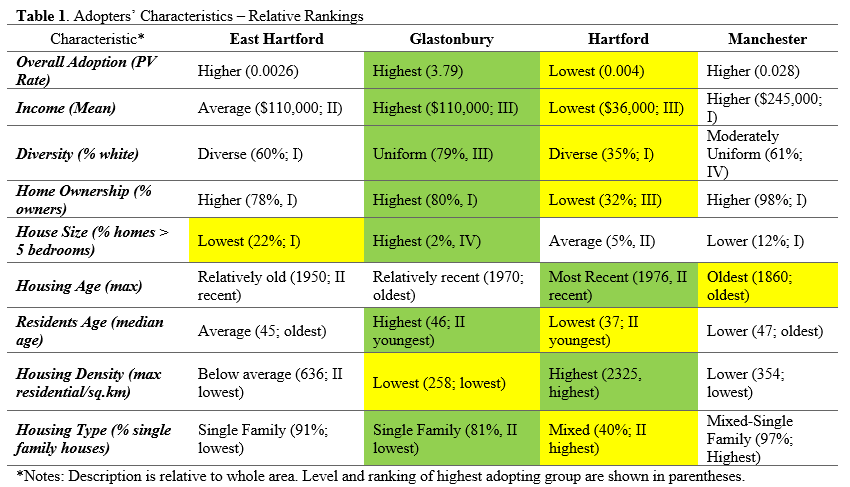 Table 1. Adopters' Characteristics – Relative Rankings
Characteristic* East Hartford Glastonbury Hartford Manchester
Overall Adoption (PV Rate) Higher (0.0026) Highest (3.79) Lowest (0.004) Higher (0.028)
Income (Mean) Average ($110,000; II) Highest ($110,000; III) Lowest ($36,000; III) Higher ($245,000; I)
Diversity (% white) Diverse (60%; I) Uniform (79%, III) Diverse (35%; I) Moderately Uniform (61%; IV)
Home Ownership (% owners) Higher (78%, I) Highest (80%, I) Lowest (32%; III) Higher (98%; I)
House Size (% homes > 5 bedrooms) Lowest (22%; I) Highest (2%, IV) Average (5%, II) Lower (12%; I)
Housing Age (max) Relatively old (1950; II recent) Relatively recent (1970; oldest) Most Recent (1976, II recent) Oldest (1860; oldest)
Residents Age (median age) Average (45; oldest) Highest (46; II youngest) Lowest (37; II youngest) Lower (47; oldest)
Housing Density (max residential/sq.km) Below average (636; II lowest) Lowest (258; lowest) Highest (2325, highest) Lower (354; lowest)
Housing Type (% single family houses) Single Family (91%; lowest) Single Family (81%, II lowest) Mixed (40%; II highest) Mixed-Single Family (97%; Highest)
*Notes: Description is relative to whole area. Level and ranking of highest adopting group are shown in parentheses.